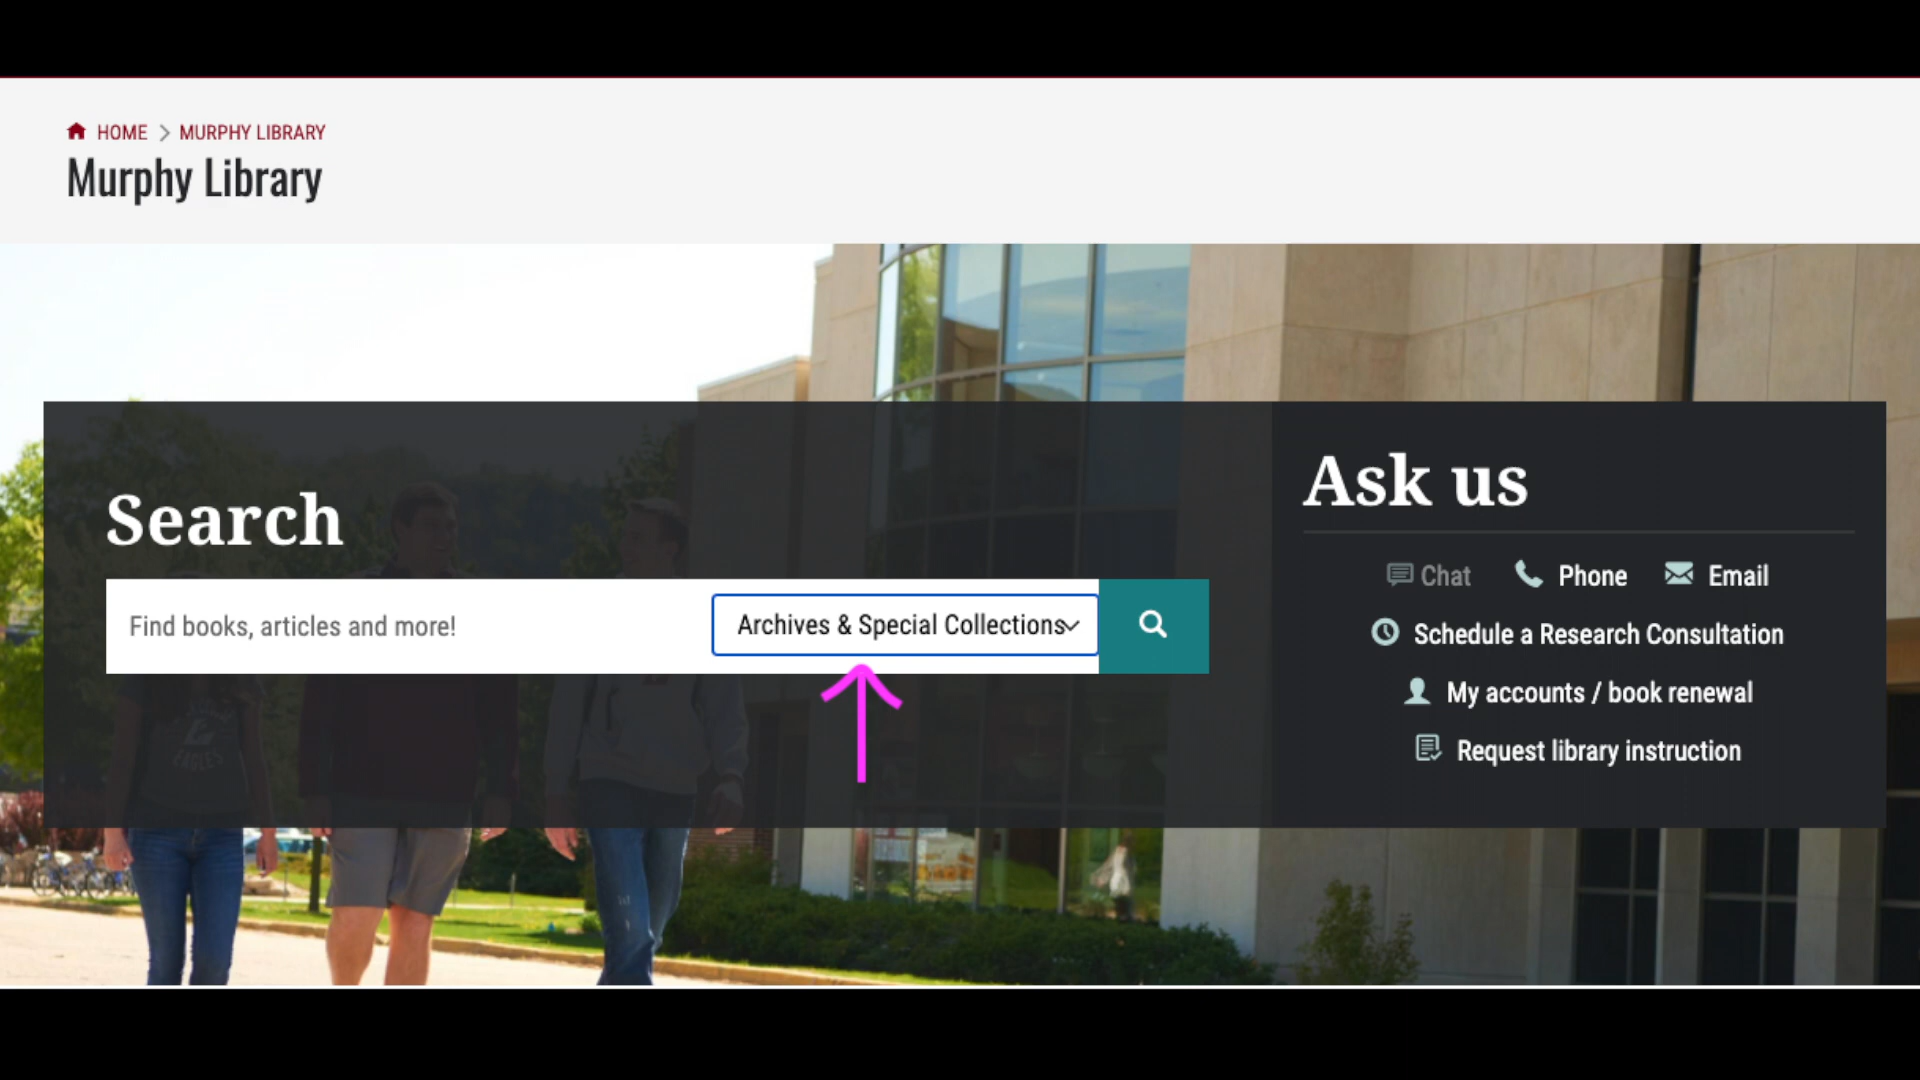 HOME > MURPHY LIBRARY
Murphy Library
Search
Find books, articles and more!
Archives & Special Collections
Ask us
Chat Phone Email
Schedule a Research Consultation
My accounts / book renewal
Request library instruction
L
EAGLES